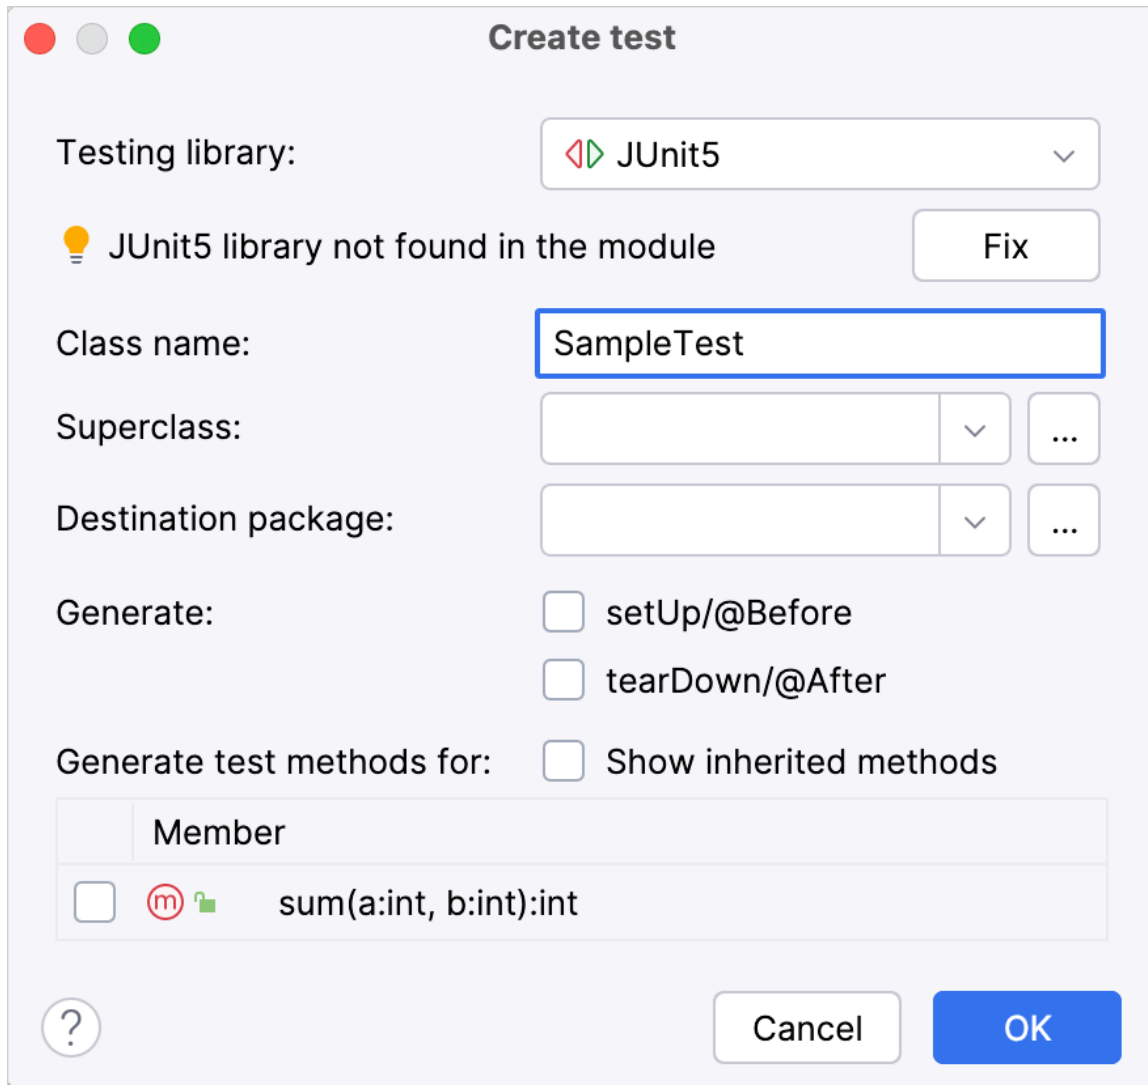 Create test
Testing library: JUnit5
JUnit5 library not found in the module Fix
Class name: SampleTest
Superclass: ...
Destination package: ...
Generate: setUp/@Before
tearDown/@After
Generate test methods for: Show inherited methods
Member
m sum(a:int, b:int):int
? Cancel OK